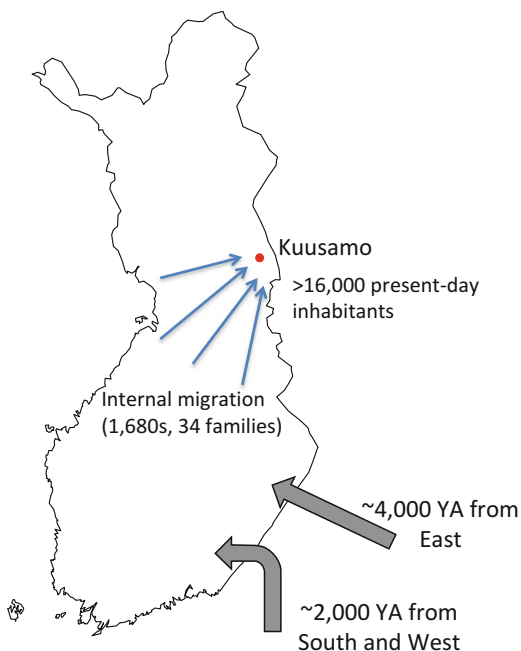 Kuusamo
>16,000 present-day
inhabitants
Internal migration
(1,680s, 34 families)
~4,000 YA from
East
~2,000 YA from
South and West